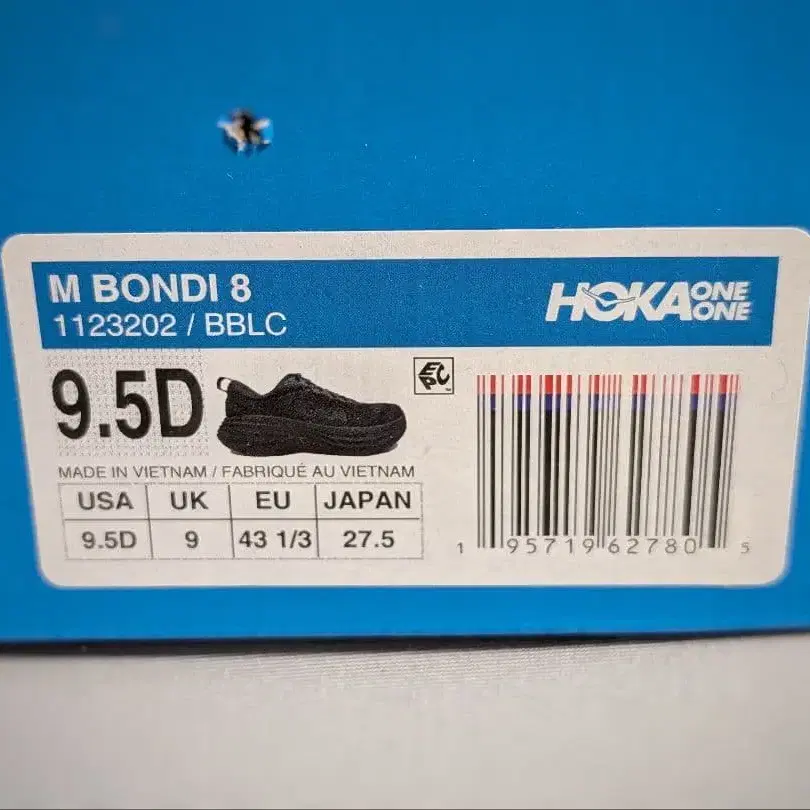 M BONDI 8
1123202 / BBLC
HOKA ONE ONE
9.5D
EPC
MADE IN VIETNAM / FABRIQUÉ AU VIETNAM
USA UK EU JAPAN
9.5D 9 43 1/3 27.5
1 95719 62780 5